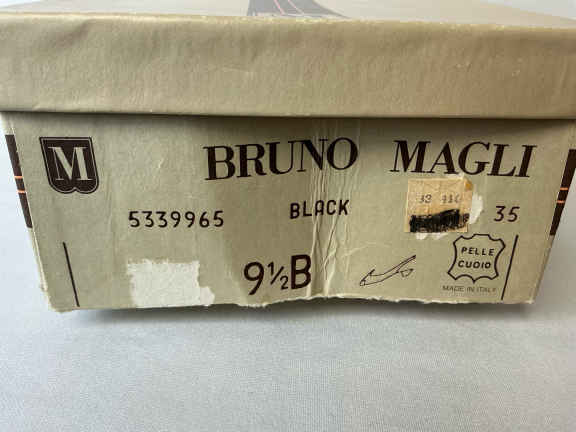 M
BRUNO MAGLI
5339965 BLACK 35
9½B
PELLE
CUOIO
MADE IN ITALY